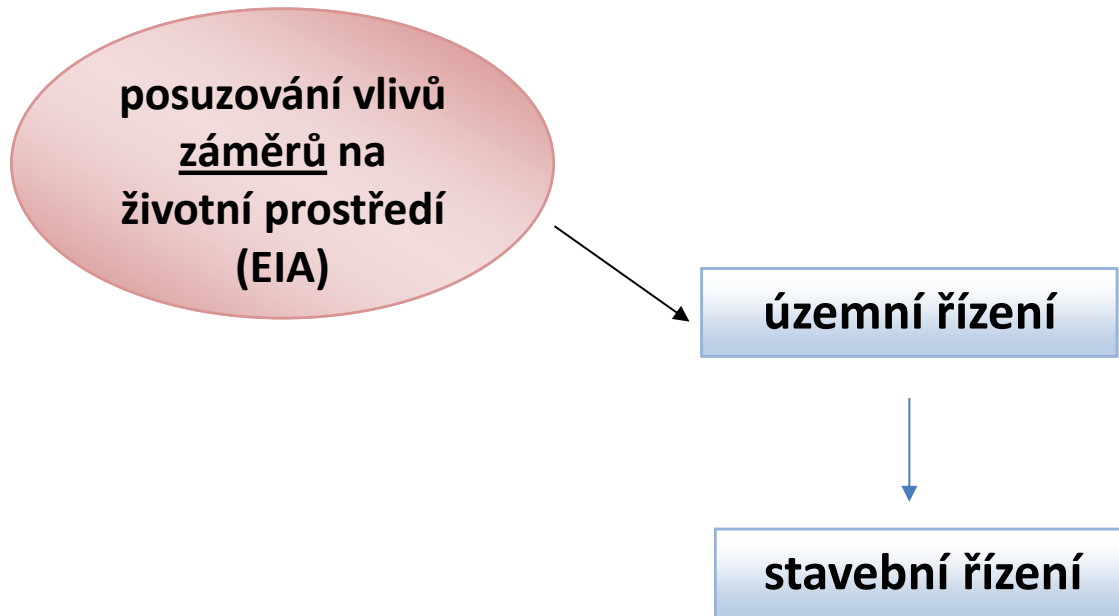 posuzování vlivů
záměrů na
životní prostředí
(EIA)
územní řízení
stavební řízení